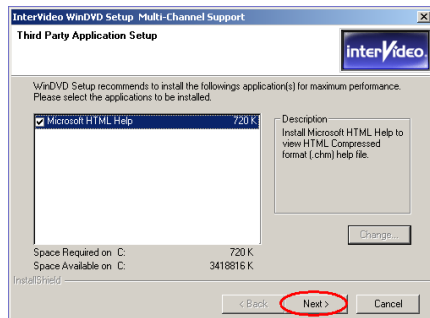 InterVideo WinDVD Setup Multi-Channel Support
Third Party Application Setup
interVideo.
WinDVD Setup recommends to install the followings application(s) for maximum performance.
Please select the applications to be installed.
Microsoft HTML Help 720 K
Description
Install Microsoft HTML Help to
view HTML Compressed
format (.chm) help file.
Change...
Space Required on C: 720 K
Space Available on C: 3418816 K
InstallShield
< Back
Next >
Cancel